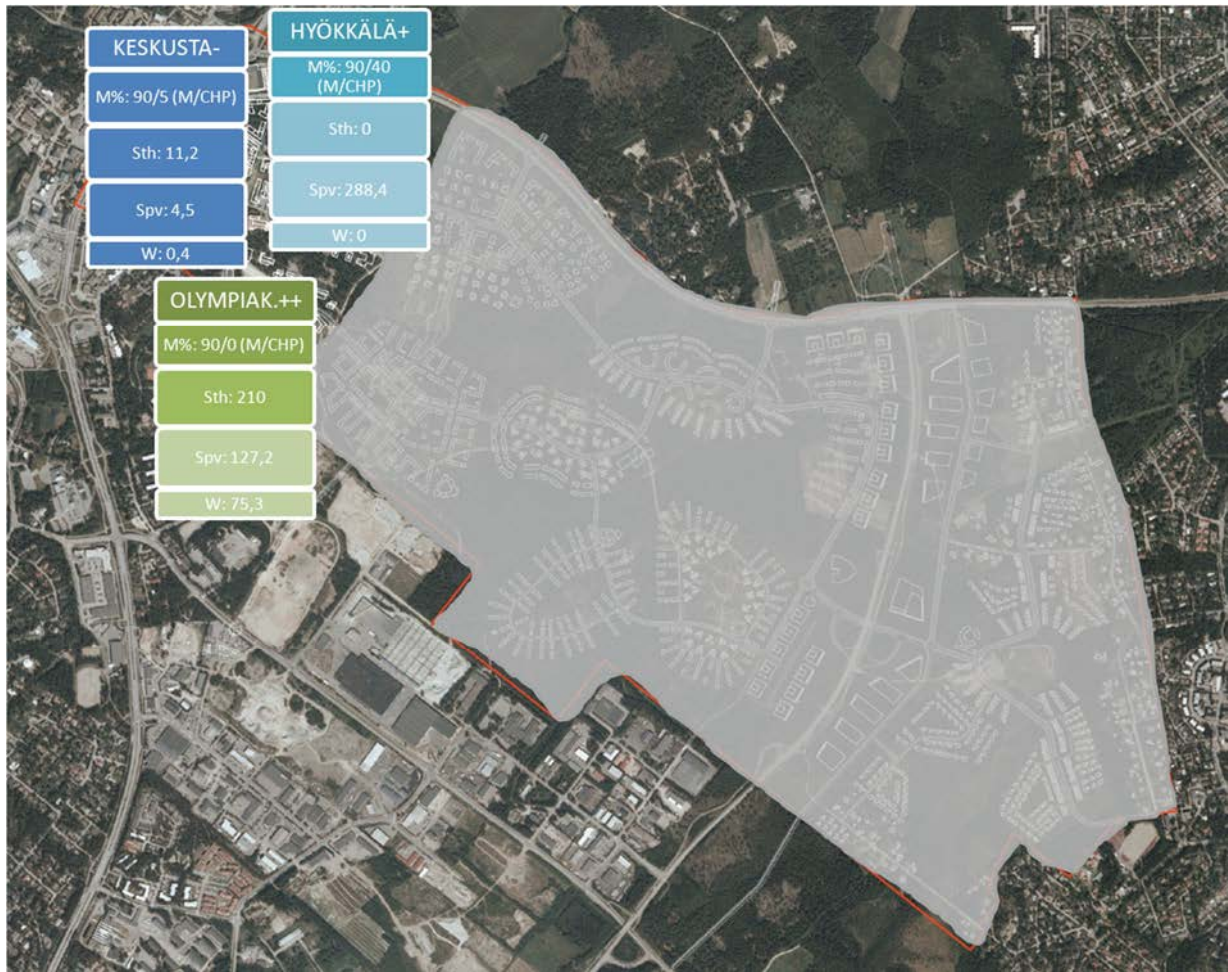 KESKUSTA-
M%: 90/5 (M/CHP)
Sth: 11,2
Spv: 4,5
W: 0,4
HYÖKKÄLÄ+
M%: 90/40
(M/CHP)
Sth: 0
Spv: 288,4
W: 0
OLYMPIAK.++
M%: 90/0 (M/CHP)
Sth: 210
Spv: 127,2
W: 75,3